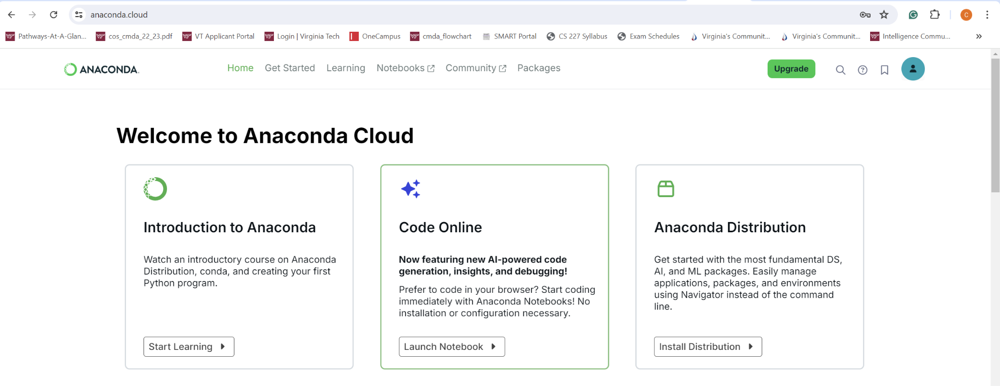 anaconda.cloud
C
Pathways-At-A-Glan... cos_cmda_22_23.pdf VT Applicant Portal Login | Virginia Tech OneCampus cmda_flowchart SMART Portal CS 227 Syllabus Exam Schedules Virginia's Communit... Virginia's Communit... Intelligence Commu... »
ANACONDA. Home Get Started Learning Notebooks Community Packages Upgrade
Welcome to Anaconda Cloud
Introduction to Anaconda
Watch an introductory course on Anaconda
Distribution, conda, and creating your first
Python program.
Start Learning
Code Online
Now featuring new AI-powered code
generation, insights, and debugging!
Prefer to code in your browser? Start coding
immediately with Anaconda Notebooks! No
installation or configuration necessary.
Launch Notebook
Anaconda Distribution
Get started with the most fundamental DS,
AI, and ML packages. Easily manage
applications, packages, and environments
using Navigator instead of the command
line.
Install Distribution